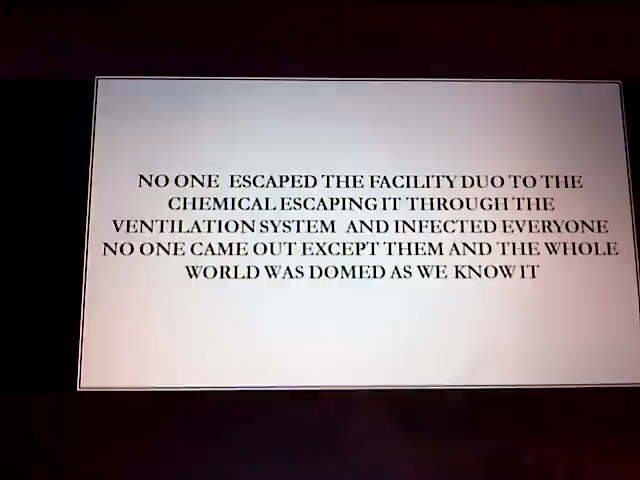 NO ONE ESCAPED THE FACILITY DUO TO THE
CHEMICAL ESCAPING IT THROUGH THE
VENTILATION SYSTEM AND INFECTED EVERYONE
NO ONE CAME OUT EXCEPT THEM AND THE WHOLE
WORLD WAS DOMED AS WE KNOW IT